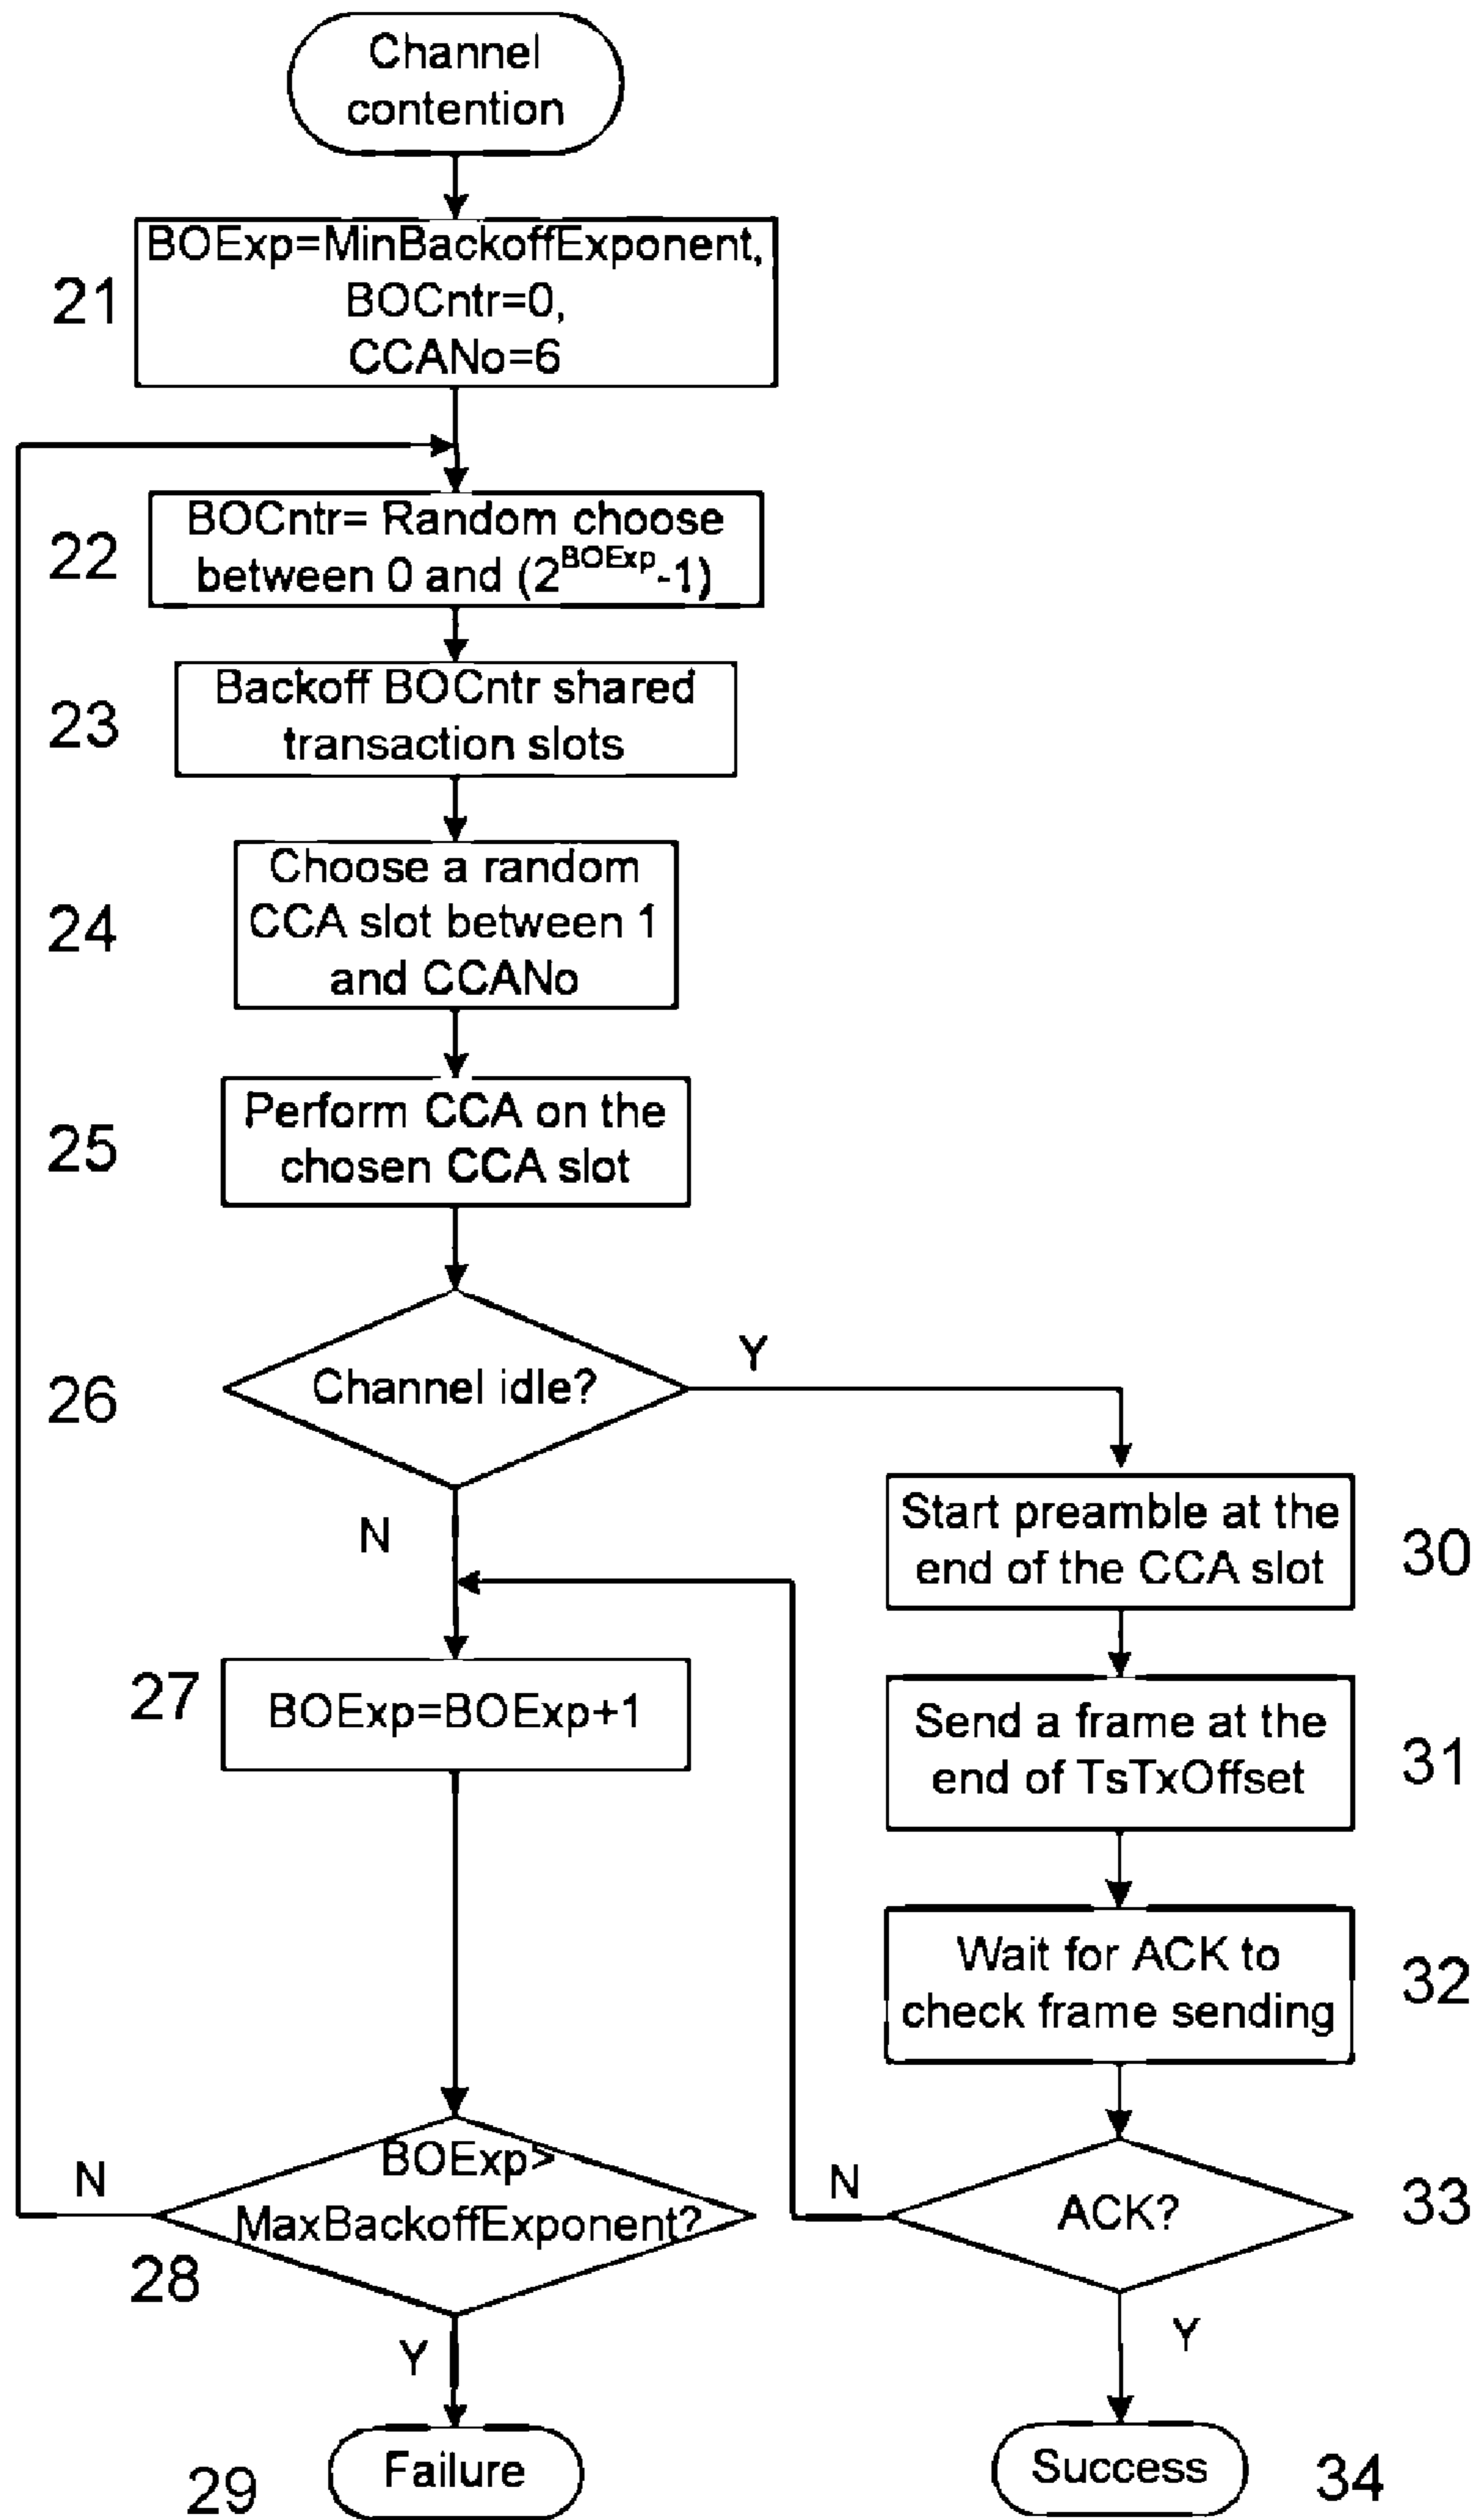 Channel
contention
21
BOExp=MinBackoffExponent,
BOCntr=0,
CCANo=6
22
BOCntr= Random choose
between 0 and (2^BOExp-1)
23
Backoff BOCntr shared
transaction slots
24
Choose a random
CCA slot between 1
and CCANo
25
Perform CCA on the
chosen CCA slot
26
Channel idle?
Y
N
27
BOExp=BOExp+1
28
BOExp>
MaxBackoffExponent?
N
Y
29
Failure
Start preamble at the
end of the CCA slot
30
Send a frame at the
end of TsTxOffset
31
Wait for ACK to
check frame sending
32
ACK?
33
N
Y
Success
34